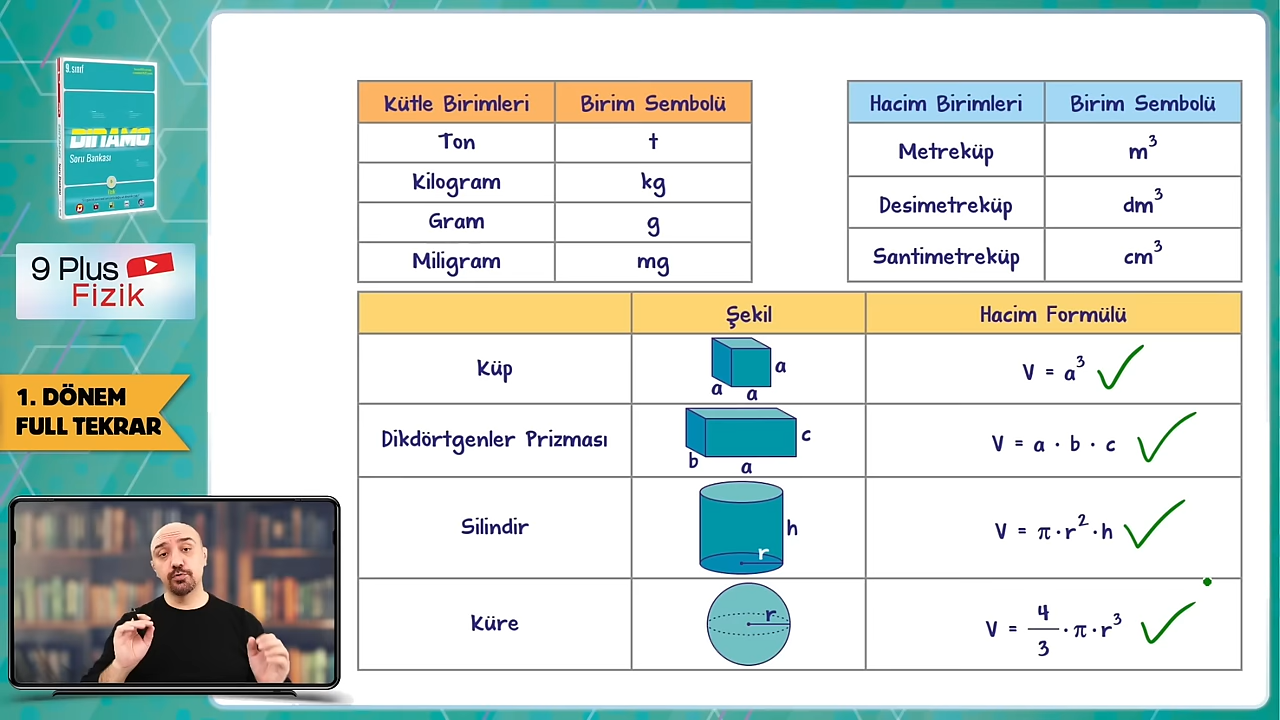 9. sınıf
DİNAMO
Soru Bankası
9 Plus
Fizik
1. DÖNEM
FULL TEKRAR
Kütle Birimleri Birim Sembolü
Ton t
Kilogram kg
Gram g
Miligram mg
Hacim Birimleri Birim Sembolü
Metreküp m³
Desimetreküp dm³
Santimetreküp cm³
Şekil Hacim Formülü
Küp a a a V = a³
Dikdörtgenler Prizması b a c V = a · b · c
Silindir r h V = π · r² · h
Küre r V = 4/3 · π · r³